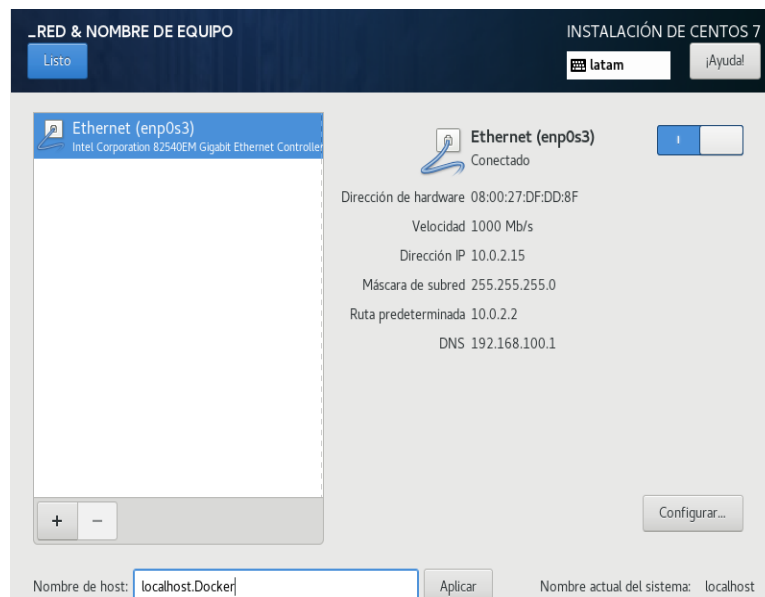 _RED & NOMBRE DE EQUIPO
INSTALACIÓN DE CENTOS 7
Listo
latam
¡Ayuda!
Ethernet (enp0s3)
Intel Corporation 82540EM Gigabit Ethernet Controller
Ethernet (enp0s3)
Conectado
Dirección de hardware 08:00:27:DF:DD:8F
Velocidad 1000 Mb/s
Dirección IP 10.0.2.15
Máscara de subred 255.255.255.0
Ruta predeterminada 10.0.2.2
DNS 192.168.100.1
+ −
Configurar...
Nombre de host: localhost.Docker Aplicar Nombre actual del sistema: localhost